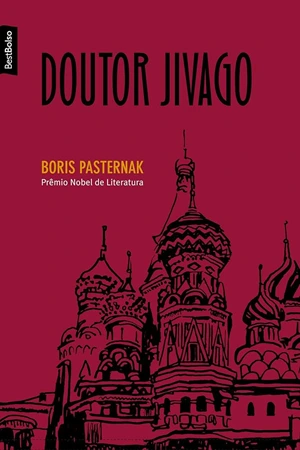 BestBolso
DOUTOR JIVAGO
BORIS PASTERNAK
Prêmio Nobel de Literatura